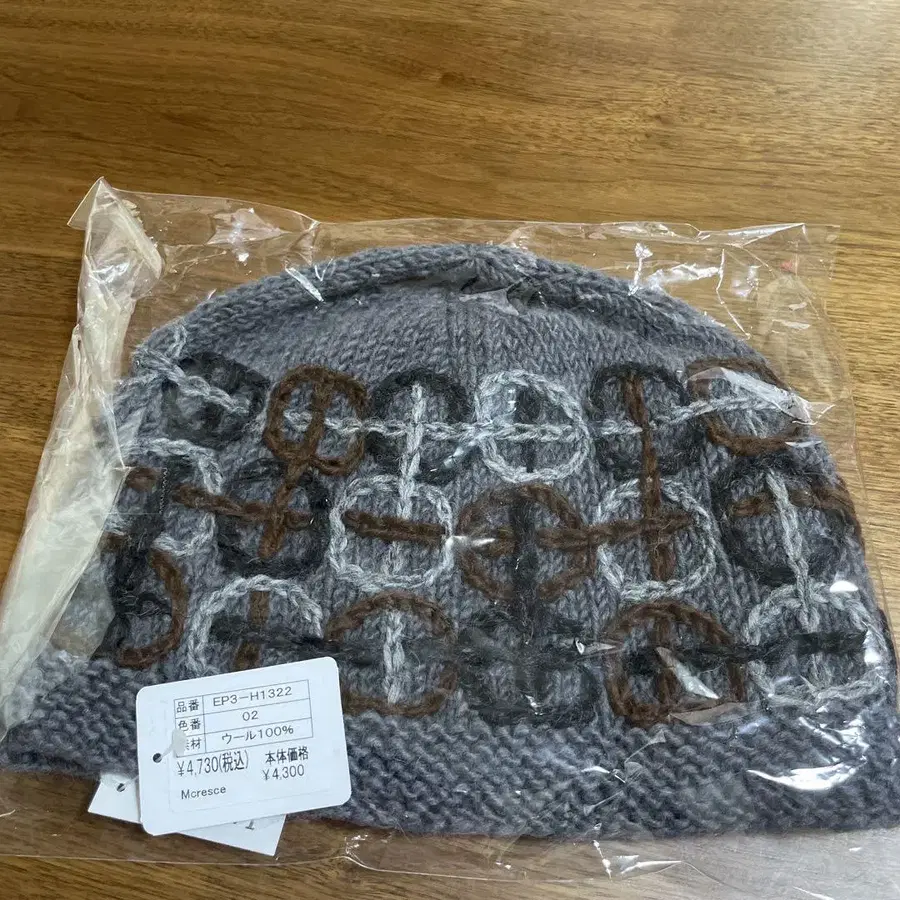 品番 EP3-H1322
色番 02
素材 ウール100%
¥4,730(税込) 本体価格
¥4,300
Mcresce